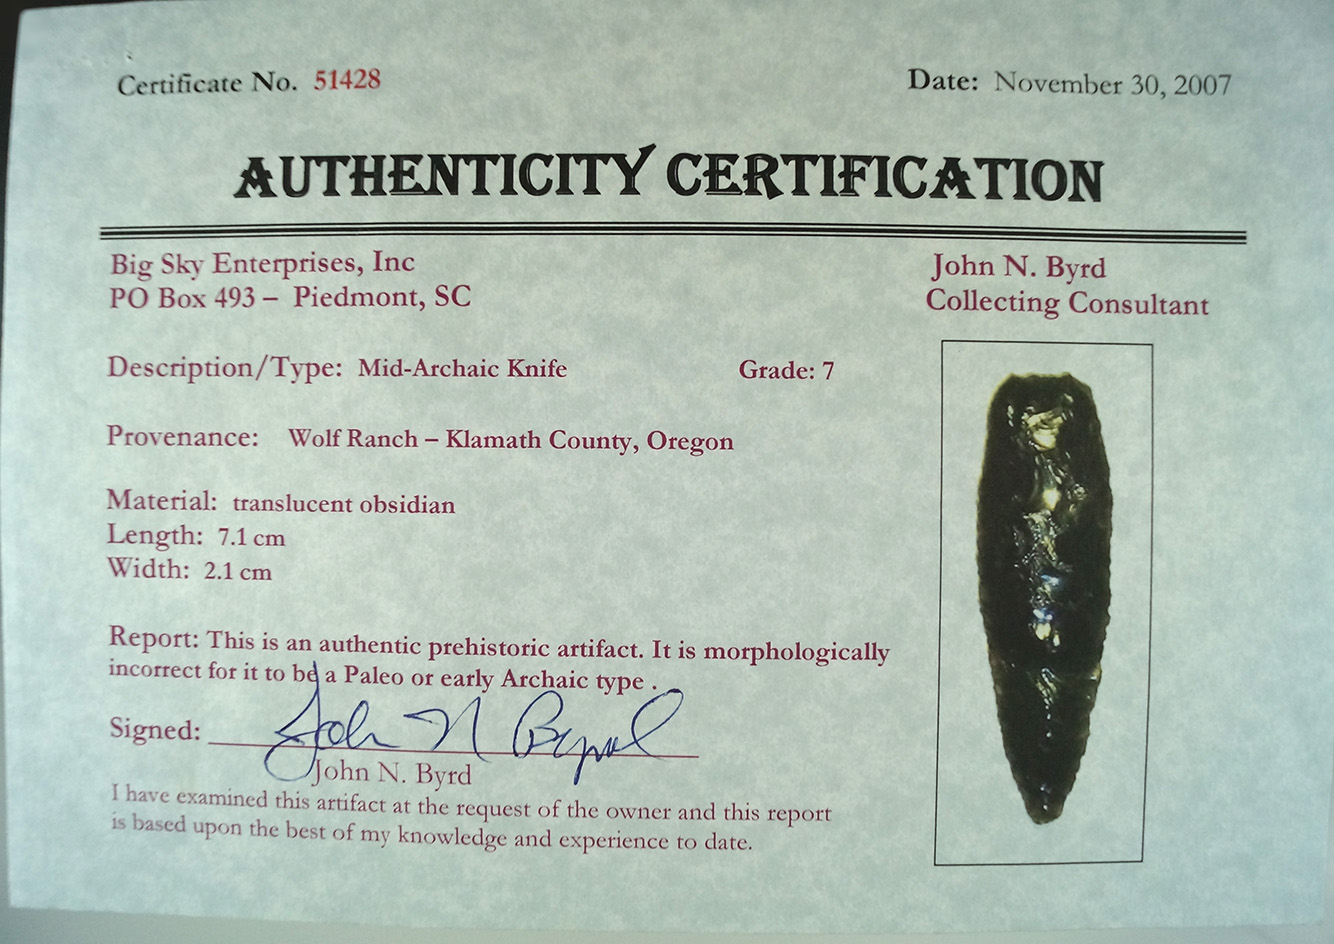 Certificate No. 51428
Date: November 30, 2007
AUTHENTICITY CERTIFICATION
Big Sky Enterprises, Inc
PO Box 493 – Piedmont, SC
John N. Byrd
Collecting Consultant
Description/Type: Mid-Archaic Knife
Grade: 7
Provenance: Wolf Ranch – Klamath County, Oregon
Material: translucent obsidian
Length: 7.1 cm
Width: 2.1 cm
Report: This is an authentic prehistoric artifact. It is morphologically
incorrect for it to be a Paleo or early Archaic type .
Signed: John N Byrd
John N. Byrd
I have examined this artifact at the request of the owner and this report
is based upon the best of my knowledge and experience to date.